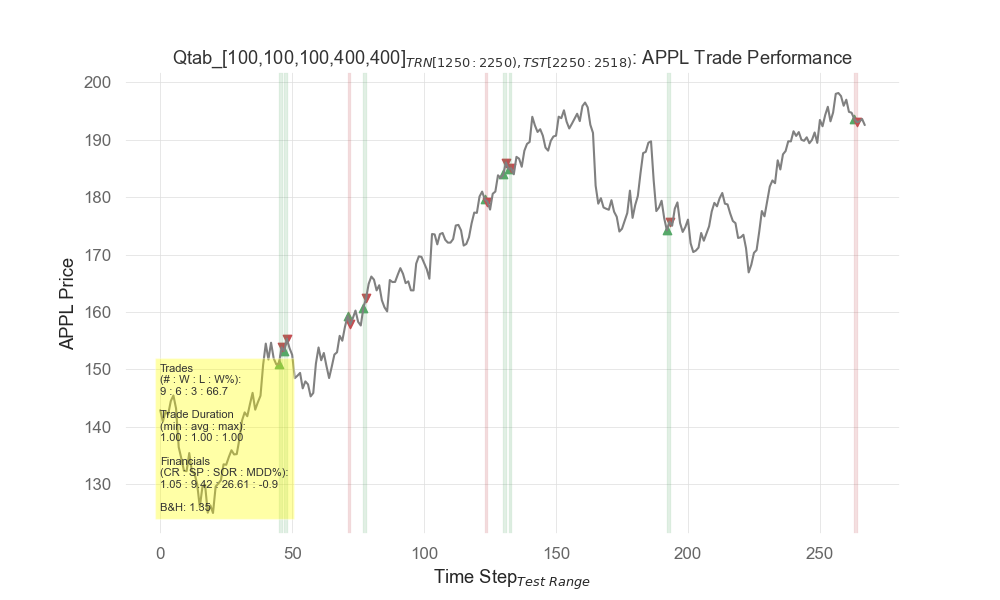 Qtab_[100,100,100,400,400]TRN[1250:2250),TST[2250:2518): APPL Trade Performance
200
190
180
170
160
150
140
130
APPL Price
Trades
(# : W : L : W%):
9 : 6 : 3 : 66.7
Trade Duration
(min : avg : max):
1.00 : 1.00 : 1.00
Financials
(CR : SP : SOR : MDD%):
1.05 : 9.42 : 26.61 : -0.9
B&H: 1.35
0 50 100 150 200 250
Time StepTest Range